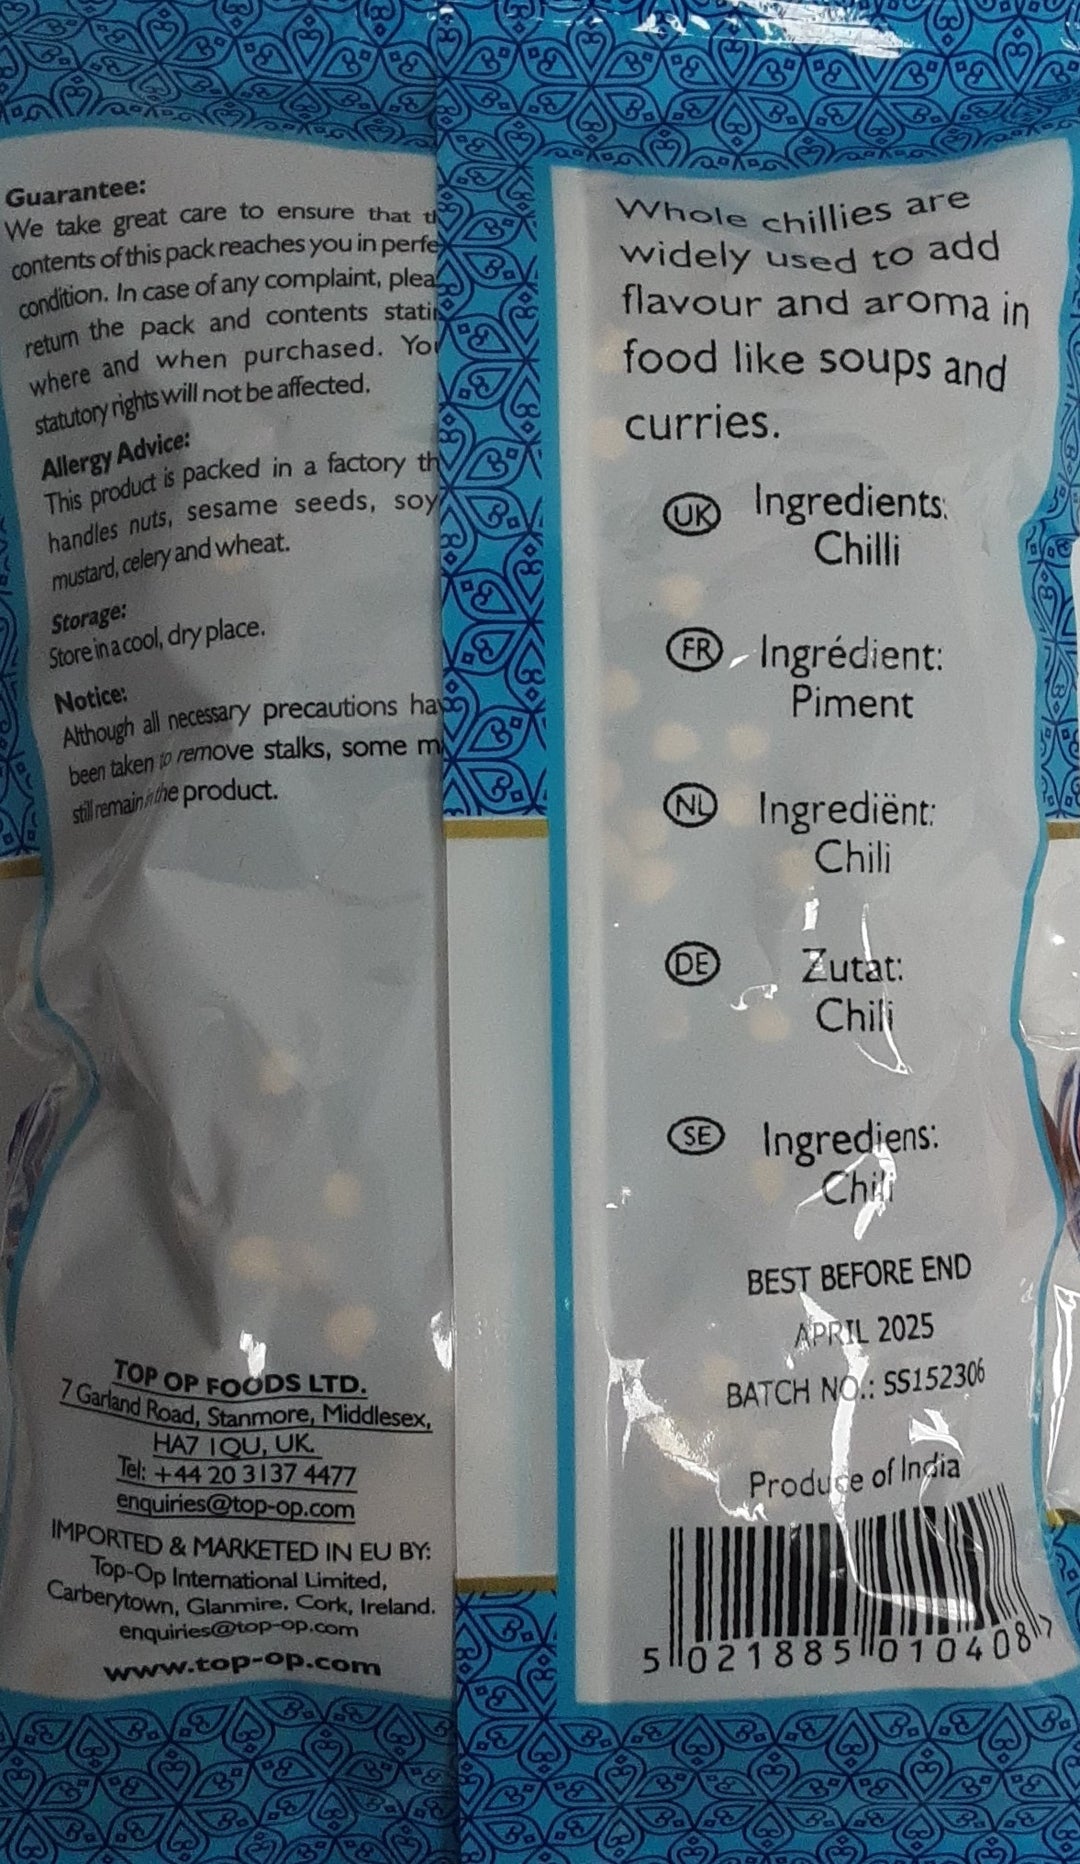 Guarantee:
We take great care to ensure that
contents of this pack reaches you in
condition. In case of any complaint,
return the pack and contents
where and when purchased.
statutory rights will not be affected.
Allergy Advice:
This product is packed in a factory
handles nuts, sesame seeds,
mustard, celery and wheat.
Storage:
Store in a cool, dry place.
Notice:
Although all necessary precautions
been taken to remove stalks, some
still remain in the product.
TOP OP FOODS LTD.
7 Garland Road, Stanmore, Middlesex,
HA7 1QU, UK.
Tel: +44 20 3137 4477
enquiries@top-op.com
IMPORTED & MARKETED IN EU BY:
Top-Op International Limited,
Carberytown, Glanmire, Cork, Ireland.
enquiries@top-op.com
www.top-op.com
Whole chillies are
widely used to add
flavour and aroma in
food like soups and
curries.
UK Ingredients:
Chilli
FR Ingrédient:
Piment
NL Ingrediënt:
Chili
DE Zutat:
Chili
SE Ingrediens:
Chili
BEST BEFORE END
APRIL 2025
BATCH NO.: SS152306
Produce of India
5 021885 010408 >